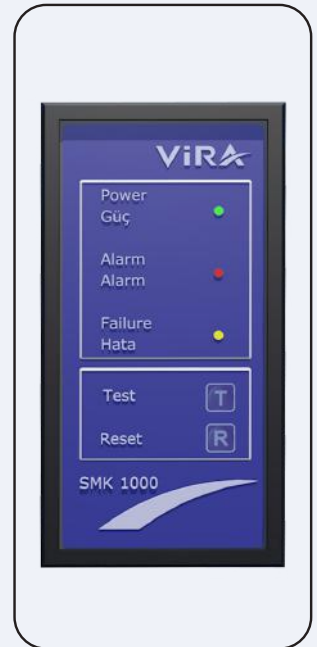 ViRA
Power
Güç
Alarm
Alarm
Failure
Hata
Test T
Reset R
SMK 1000